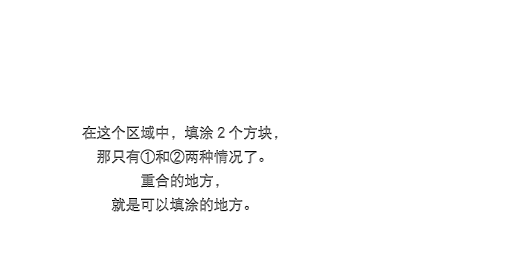 在这个区域中，填涂 2 个方块，
那只有①和②两种情况了。
重合的地方，
就是可以填涂的地方。